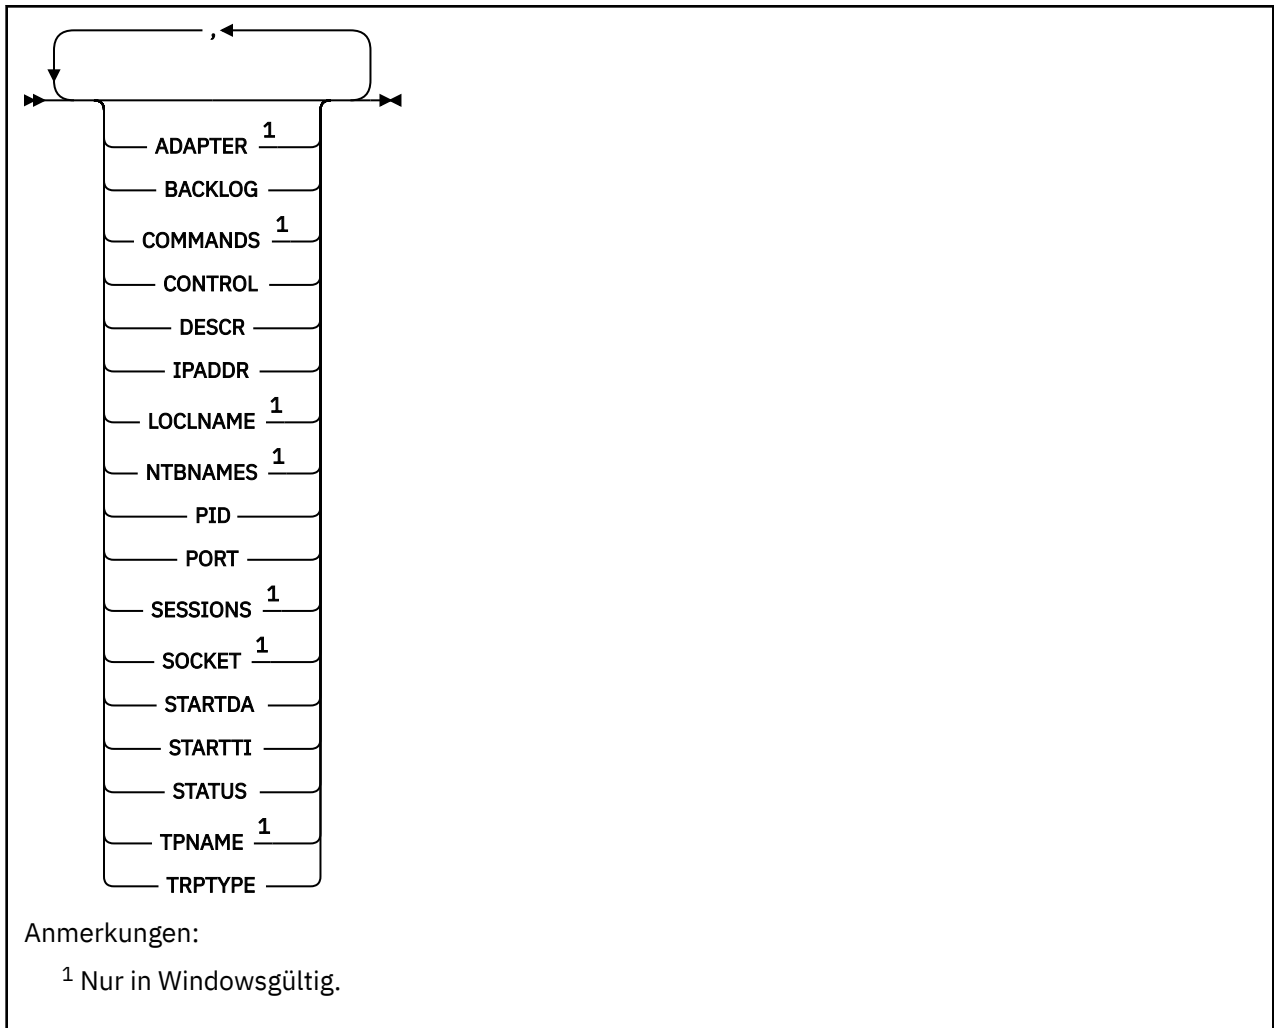 ,
ADAPTER 1
BACKLOG
COMMANDS 1
CONTROL
DESCR
IPADDR
LOCLNAME 1
NTBNAMES 1
PID
PORT
SESSIONS 1
SOCKET 1
STARTDA
STARTTI
STATUS
TPNAME 1
TRPTYPE
Anmerkungen:
1 Nur in Windowsgültig.